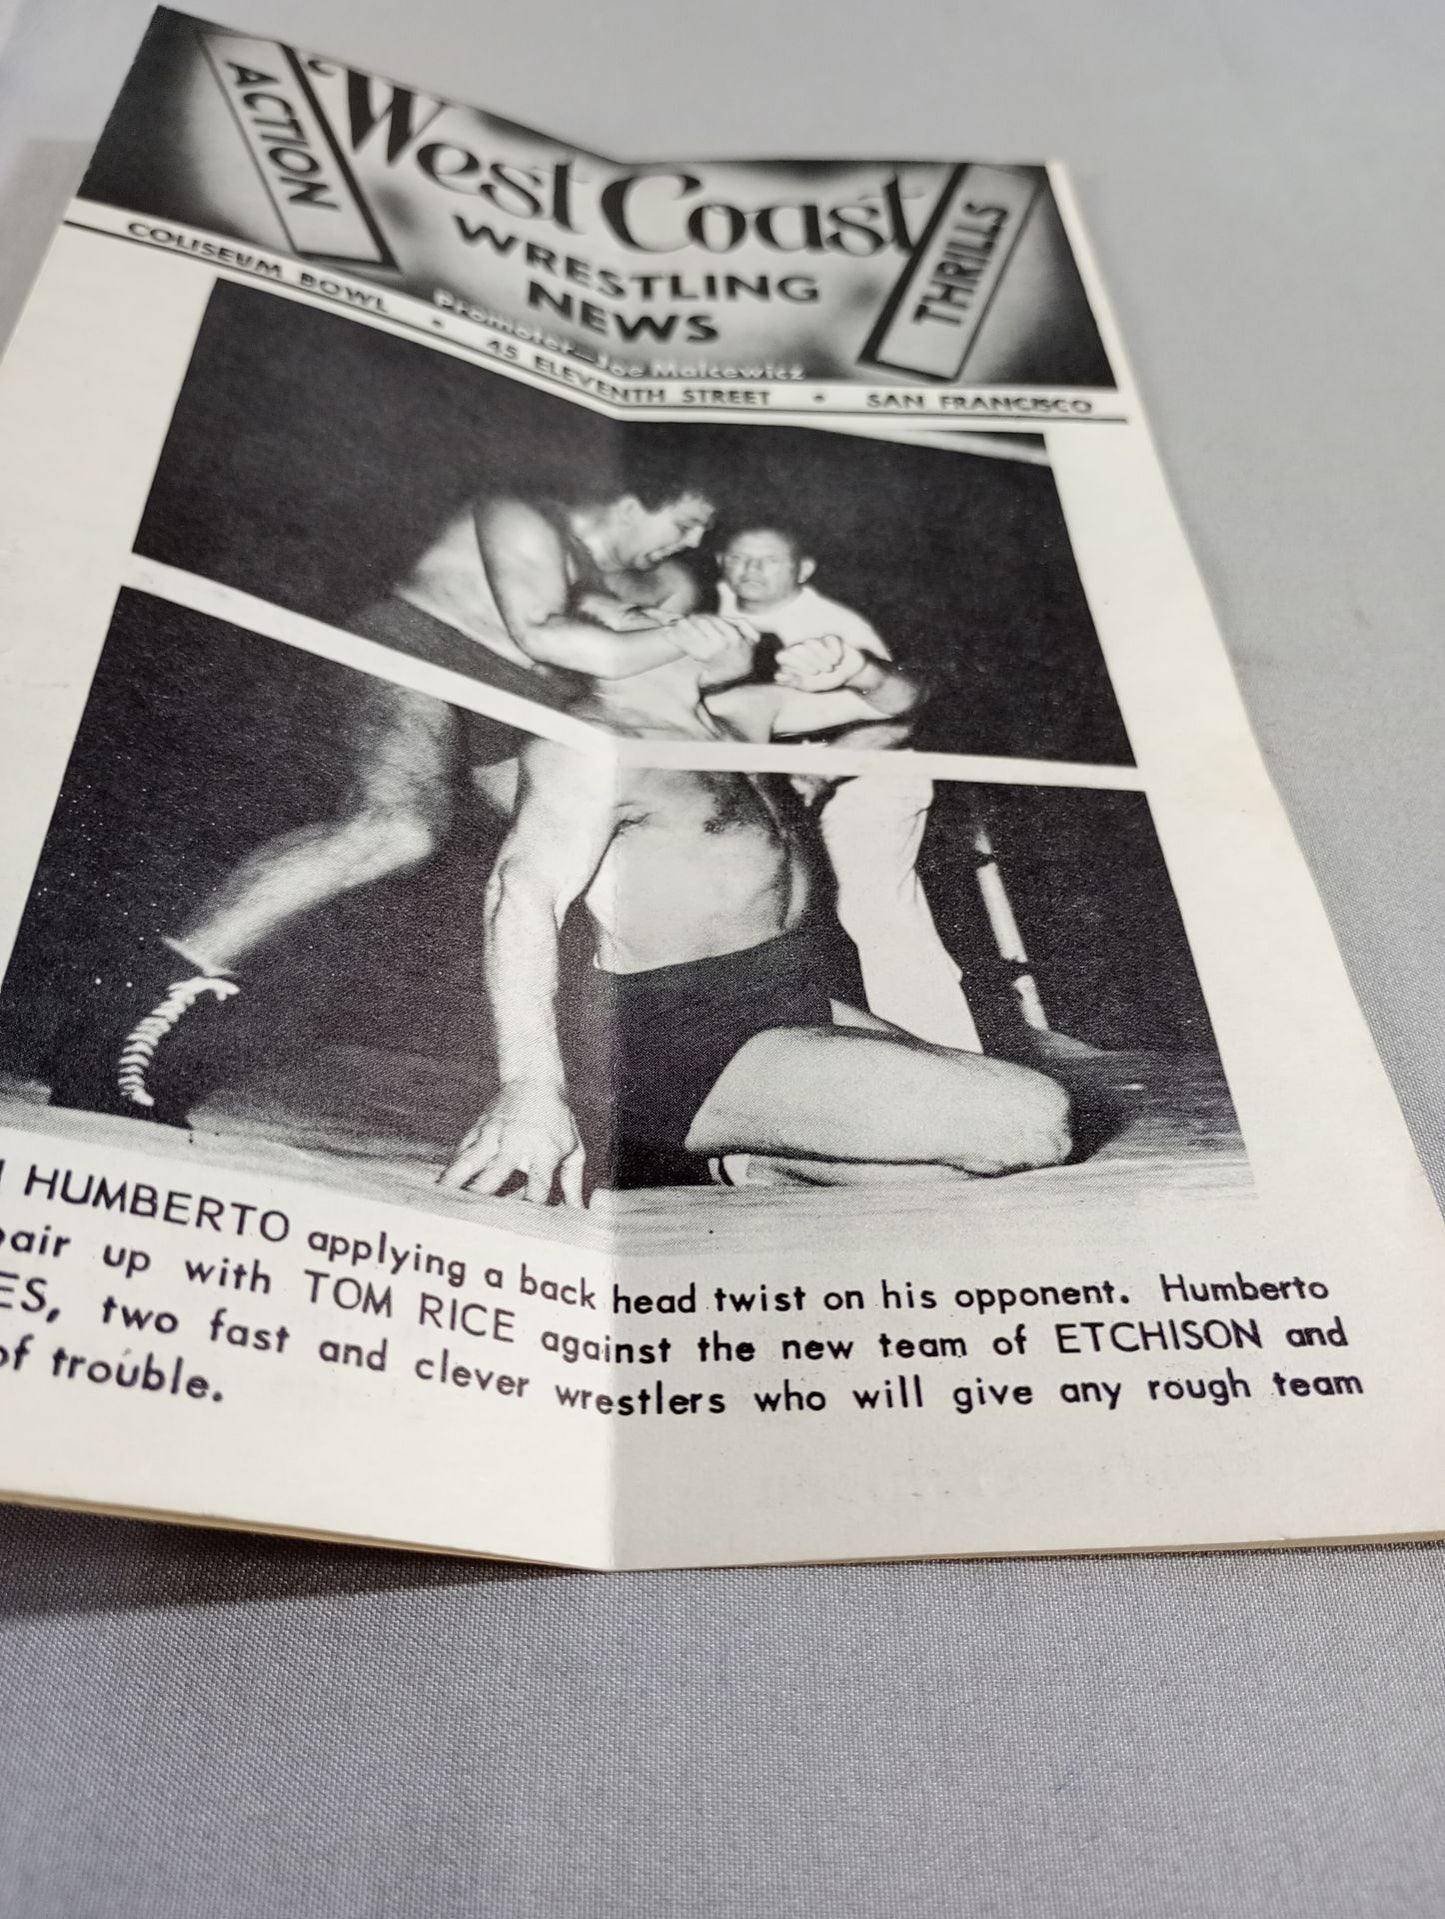 ACTION
West Coast
WRESTLING
NEWS
THRILLS
Promoter—Joe Malcewicz
COLISEUM BOWL • 45 ELEVENTH STREET • SAN FRANCISCO
HUMBERTO applying a back head twist on his opponent. Humberto
up with TOM RICE against the new team of ETCHISON and
two fast and clever wrestlers who will give any rough team
of trouble.